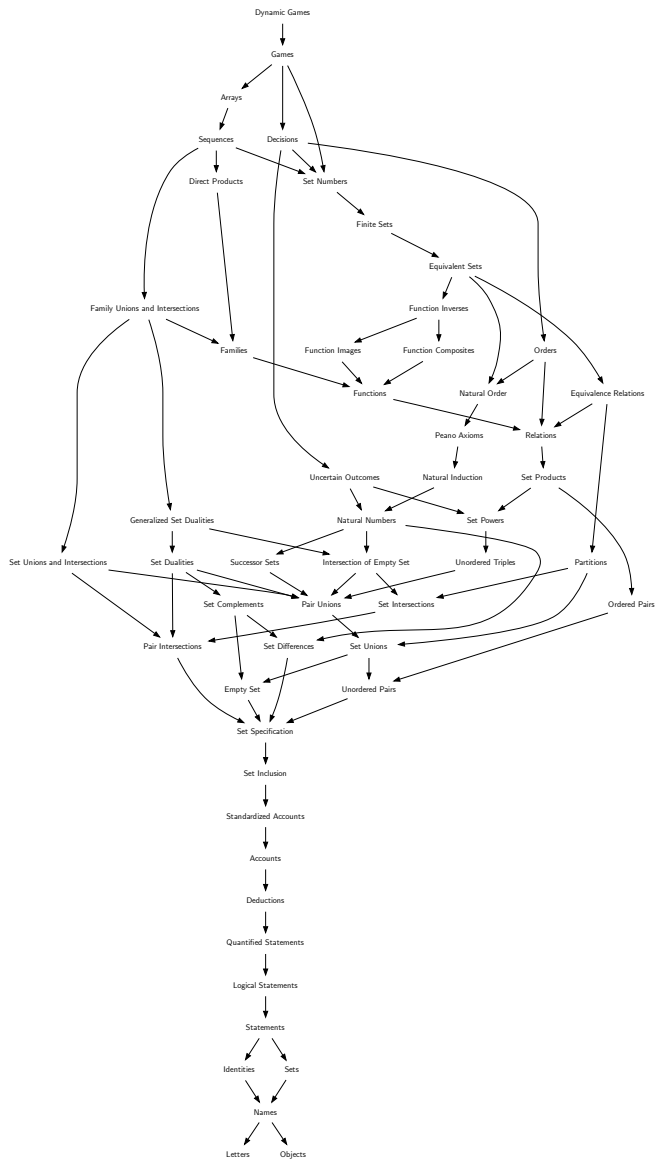 Dynamic Games
Games
Arrays
Sequences
Decisions
Direct Products
Set Numbers
Finite Sets
Equivalent Sets
Family Unions and Intersections
Function Inverses
Families
Function Images
Function Composites
Orders
Functions
Natural Order
Equivalence Relations
Peano Axioms
Relations
Uncertain Outcomes
Natural Induction
Set Products
Generalized Set Dualities
Natural Numbers
Set Powers
Set Unions and Intersections
Set Dualities
Successor Sets
Intersection of Empty Set
Unordered Triples
Partitions
Set Complements
Pair Unions
Set Intersections
Ordered Pairs
Pair Intersections
Set Differences
Set Unions
Empty Set
Unordered Pairs
Set Specification
Set Inclusion
Standardized Accounts
Accounts
Deductions
Quantified Statements
Logical Statements
Statements
Identities
Sets
Names
Letters
Objects